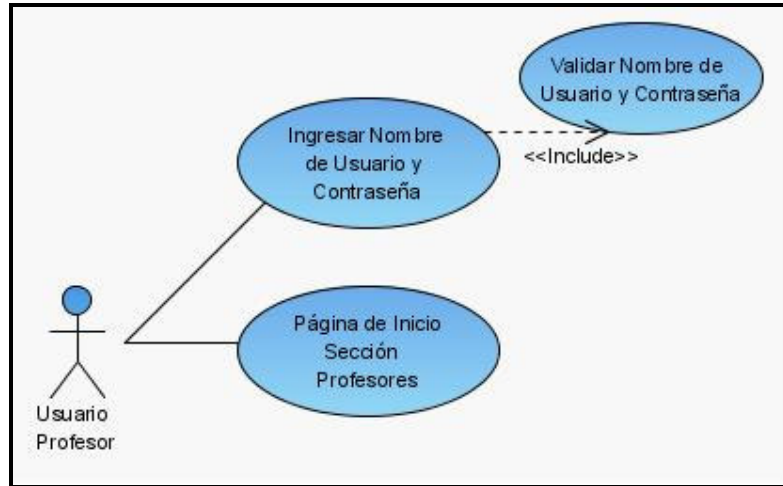 Validar Nombre de
Usuario y Contraseña
Ingresar Nombre
de Usuario y
Contraseña
<<Include>>
Página de Inicio
Sección
Profesores
Usuario
Profesor